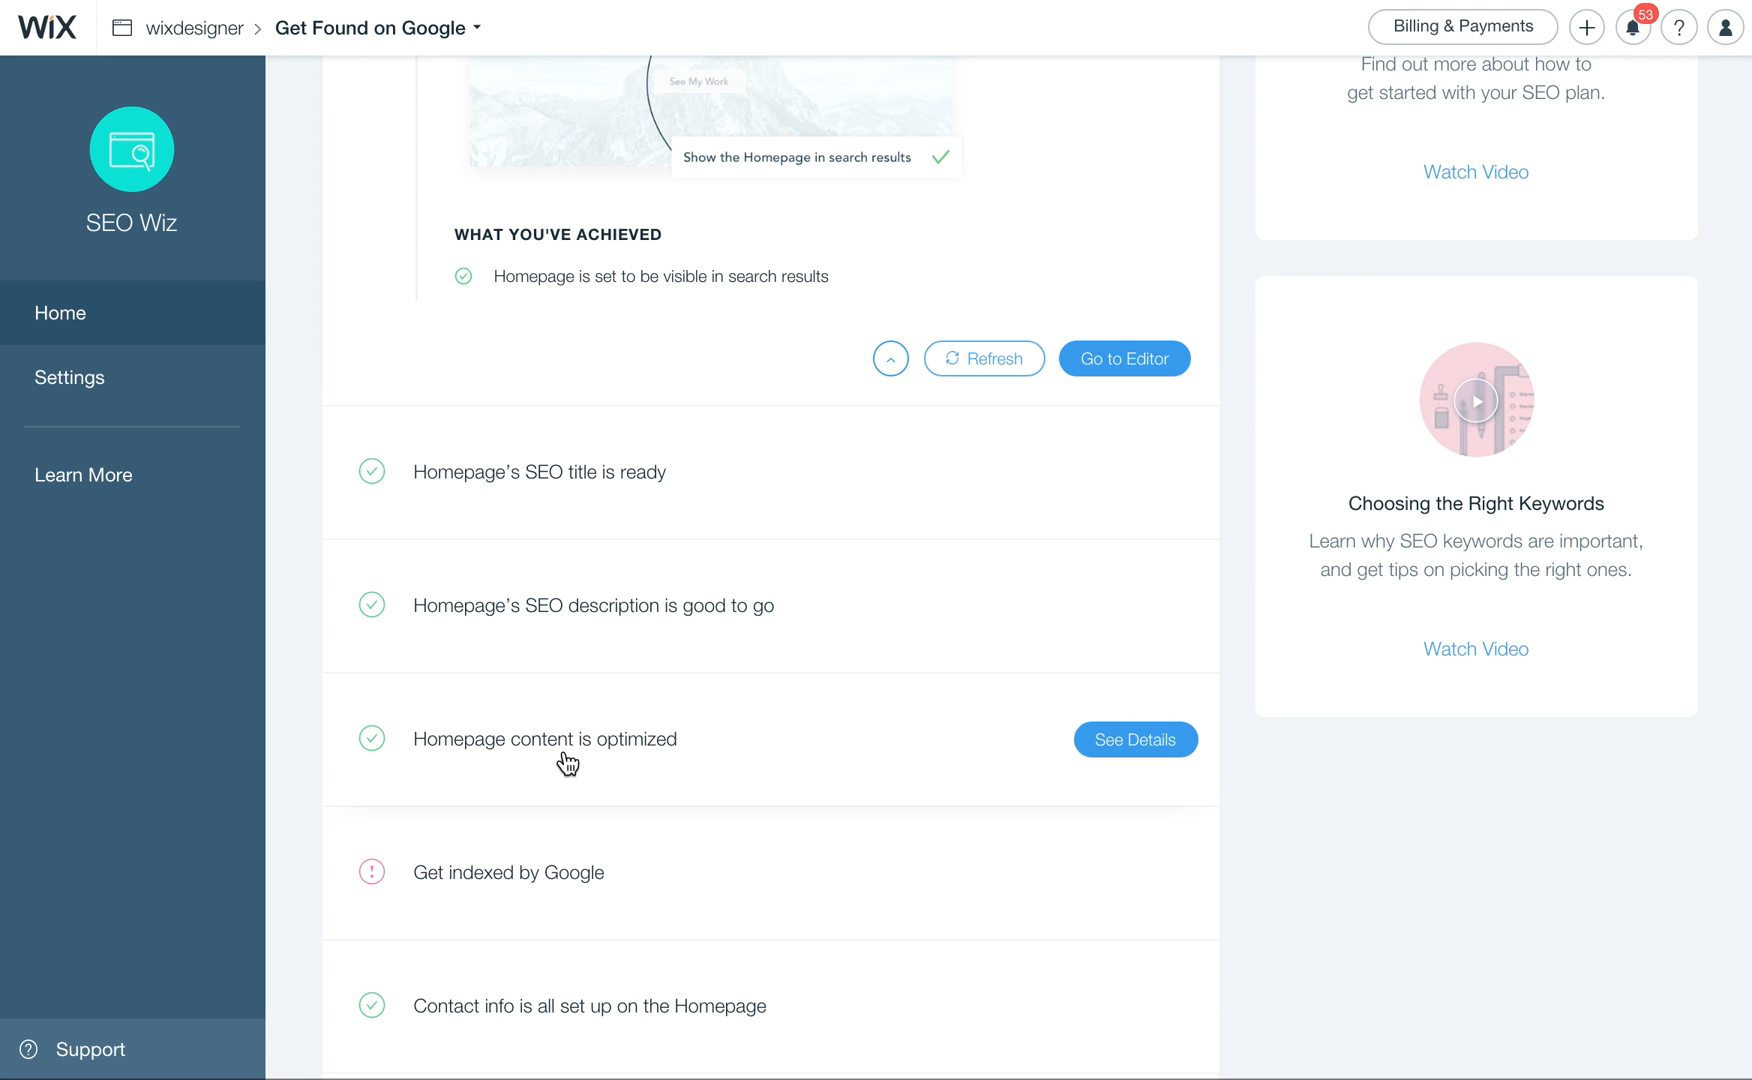 WiX
wixdesigner > Get Found on Google
Billing & Payments
53
?
SEO Wiz
Home
Settings
Learn More
? Support
See My Work
Show the Homepage in search results
WHAT YOU'VE ACHIEVED
Homepage is set to be visible in search results
Refresh
Go to Editor
Homepage’s SEO title is ready
Homepage’s SEO description is good to go
Homepage content is optimized
See Details
! Get indexed by Google
Contact info is all set up on the Homepage
Find out more about how to
get started with your SEO plan.
Watch Video
Choosing the Right Keywords
Learn why SEO keywords are important,
and get tips on picking the right ones.
Watch Video